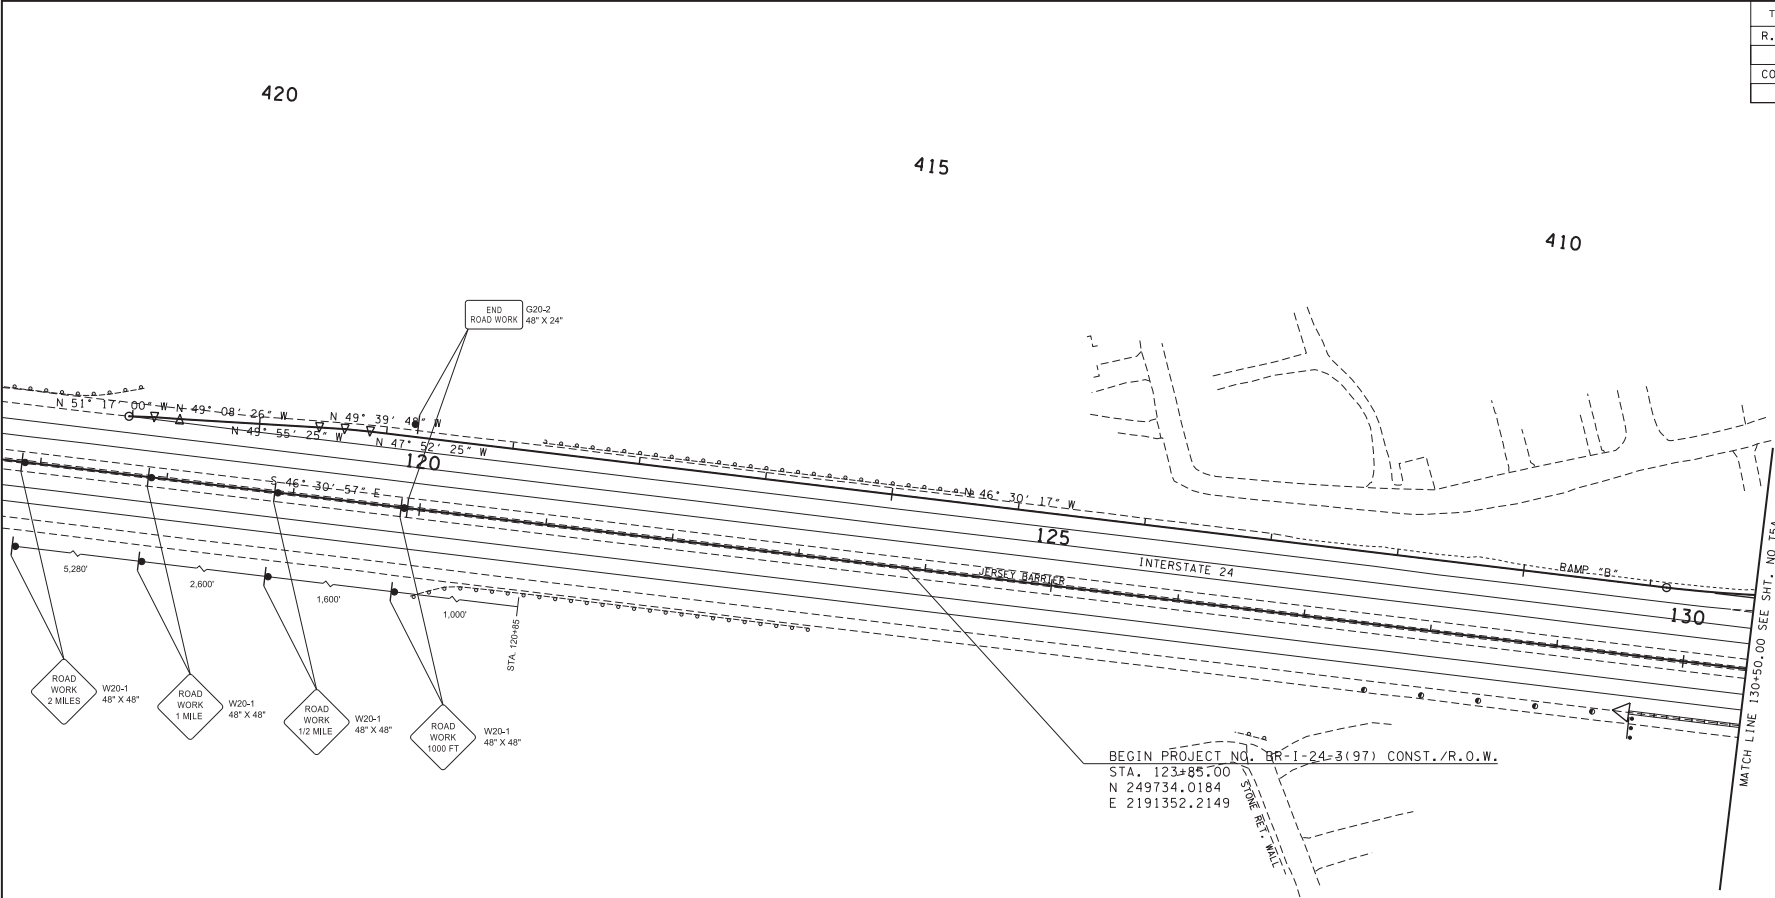 T
R.
CO
420
415
410
END
ROAD WORK
G20-2
48" X 24"
N 51° 17' 00" W
N 49° 08' 26" W
N 49° 39' 48" W
N 49° 55' 25" W
N 47° 52' 25" W
120
S 46° 30' 57" E
N 46° 30' 17" W
125
INTERSTATE 24
JERSEY BARRIER
RAMP "B"
130
5,280'
2,600'
1,600'
1,000'
STA. 120+85
ROAD
WORK
2 MILES
W20-1
48" X 48"
ROAD
WORK
1 MILE
W20-1
48" X 48"
ROAD
WORK
1/2 MILE
W20-1
48" X 48"
ROAD
WORK
1000 FT
W20-1
48" X 48"
BEGIN PROJECT NO. BR-I-24-3(97) CONST./R.O.W.
STA. 123+85.00
N 249734.0184
E 2191352.2149
STONE RET. WALL
MATCH LINE 130+50.00 SEE SHT. NO